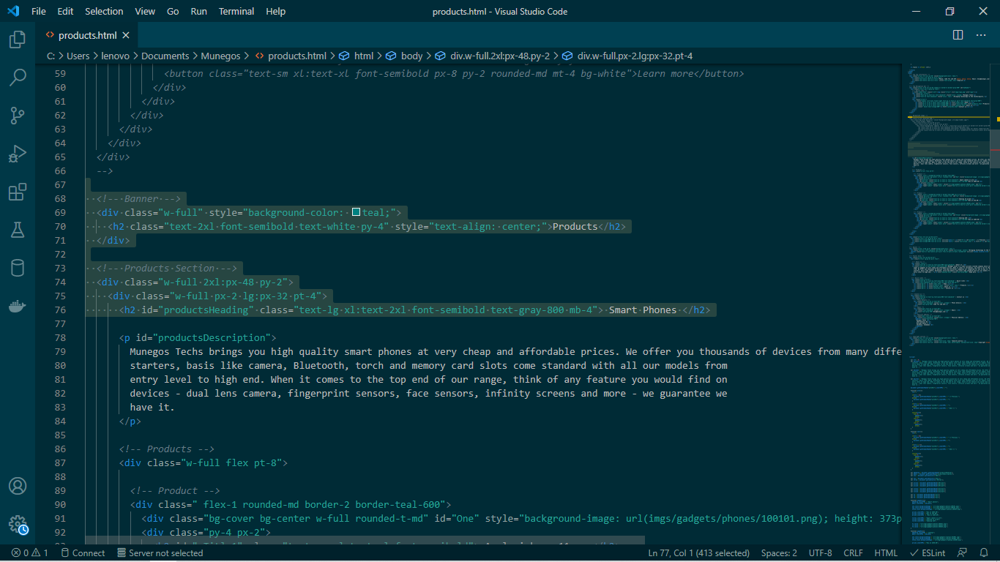 File Edit Selection View Go Run Terminal Help products.html - Visual Studio Code
products.html
C: > Users > lenovo > Documents > Munegos > products.html > html > body > div.w-full.2xl:px-48.py-2 > div.w-full.px-2.lg:px-32.pt-4
59 <button class="text-sm xl:text-xl font-semibold px-8 py-2 rounded-md mt-4 bg-white">Learn more</button>
60 </div>
61 </div>
62 </div>
63 </div>
64 </div>
65 </div>
66 -->
67
68 <!-- Banner -->
69 <div class="w-full" style="background-color: teal;">
70 <h2 class="text-2xl font-semibold text-white py-4" style="text-align: center;">Products</h2>
71 </div>
72
73 <!-- Products Section -->
74 <div class="w-full 2xl:px-48 py-2">
75 <div class="w-full px-2 lg:px-32 pt-4">
76 <h2 id="productsHeading" class="text-lg xl:text-2xl font-semibold text-gray-800 mb-4"> Smart Phones </h2>
77
78 <p id="productsDescription">
79 Munegos Techs brings you high quality smart phones at very cheap and affordable prices. We offer you thousands of devices from many diffe
80 starters, basis like camera, Bluetooth, torch and memory card slots come standard with all our models from
81 entry level to high end. When it comes to the top end of our range, think of any feature you would find on
82 devices - dual lens camera, fingerprint sensors, face sensors, infinity screens and more - we guarantee we
83 have it.
84 </p>
85
86 <!-- Products -->
87 <div class="w-full flex pt-8">
88
89 <!-- Product -->
90 <div class=" flex-1 rounded-md border-2 border-teal-600">
91 <div class="bg-cover bg-center w-full rounded-t-md" id="One" style="background-image: url(imgs/gadgets/phones/100101.png); height: 373p
92 <div class="py-4 px-2">
0 1 Connect Server not selected Ln 77, Col 1 (413 selected) Spaces: 2 UTF-8 CRLF HTML ESLint